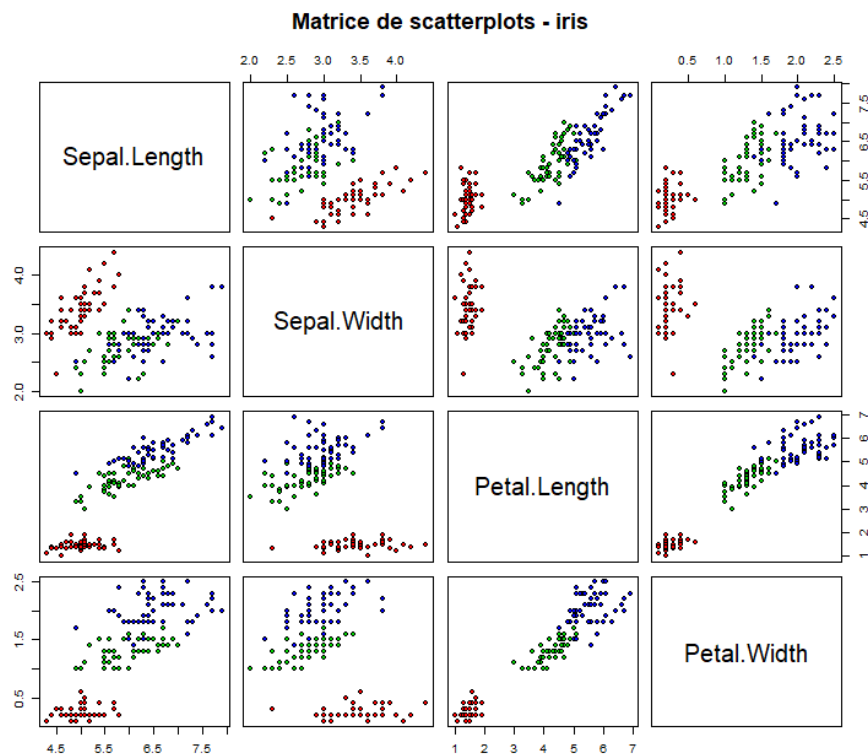 Matrice de scatterplots - iris
2.0 2.5 3.0 3.5 4.0
0.5 1.0 1.5 2.0 2.5
Sepal.Length
4.5 5.5 6.5 7.5
2.0 3.0 4.0
Sepal.Width
Petal.Length
1 2 3 4 5 6 7
0.5 1.5 2.5
Petal.Width
4.5 5.5 6.5 7.5
1 2 3 4 5 6 7